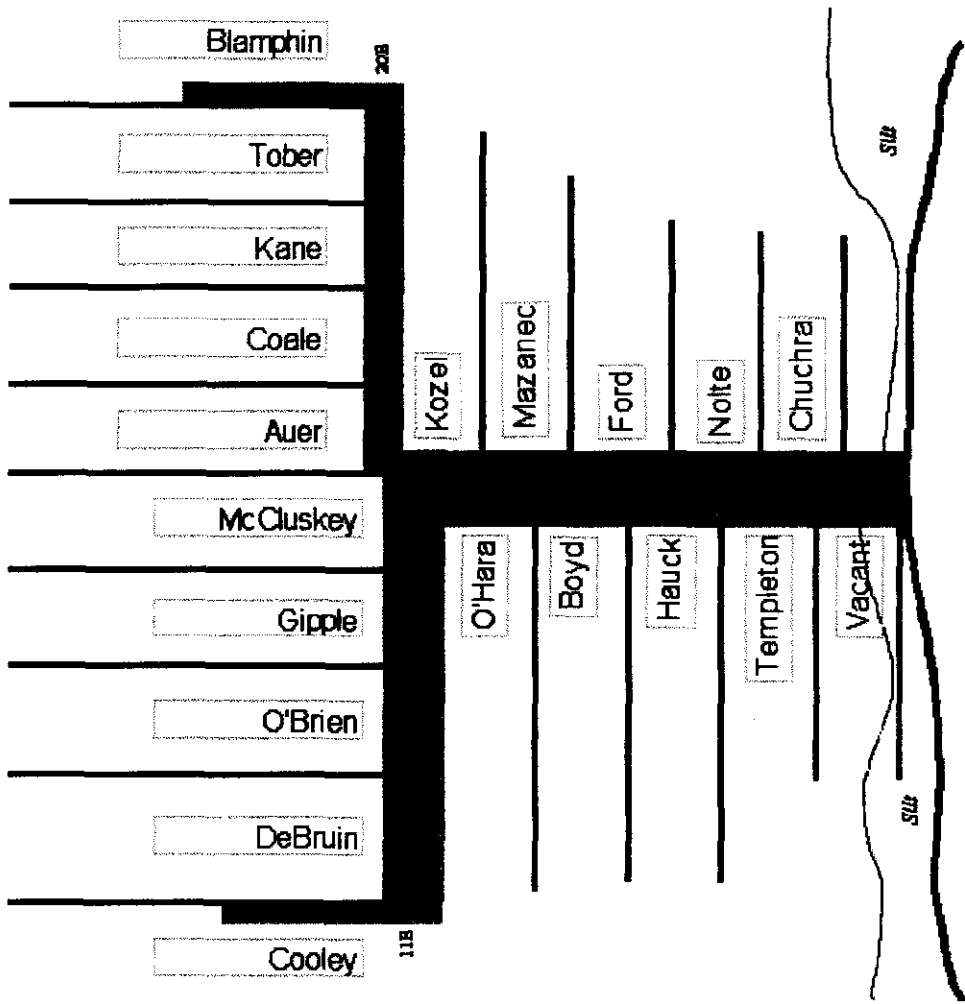 Blamphin
20B
Tober
Kane
Coale
Auer
McCluskey
Gipple
O'Brien
DeBruin
Cooley
11B
Kozel
Mazanec
Ford
Nolte
Chuchra
O'Hara
Boyd
Hauck
Templeton
Vacant
Silt
Silt